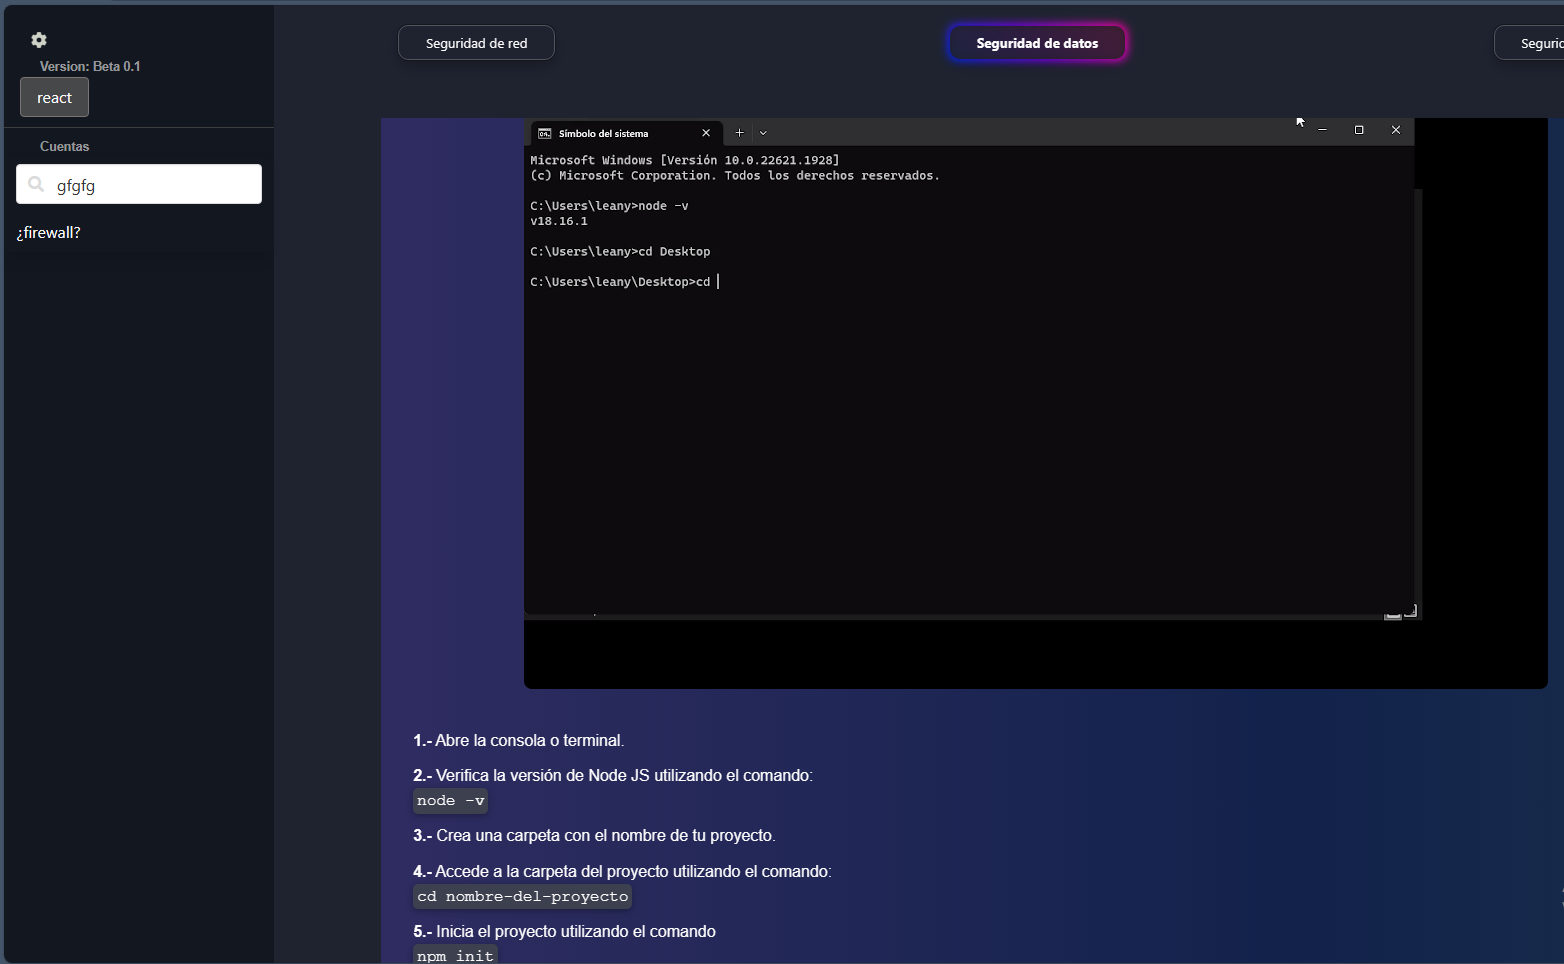 Version: Beta 0.1
react
Cuentas
gfgfg
¿firewall?
Seguridad de red
Seguridad de datos
Seguric
Símbolo del sistema
Microsoft Windows [Versión 10.0.22621.1928]
(c) Microsoft Corporation. Todos los derechos reservados.
C:\Users\leany>node -v
v18.16.1
C:\Users\leany>cd Desktop
C:\Users\leany\Desktop>cd
1.- Abre la consola o terminal.
2.- Verifica la versión de Node JS utilizando el comando:
node -v
3.- Crea una carpeta con el nombre de tu proyecto.
4.- Accede a la carpeta del proyecto utilizando el comando:
cd nombre-del-proyecto
5.- Inicia el proyecto utilizando el comando
npm init